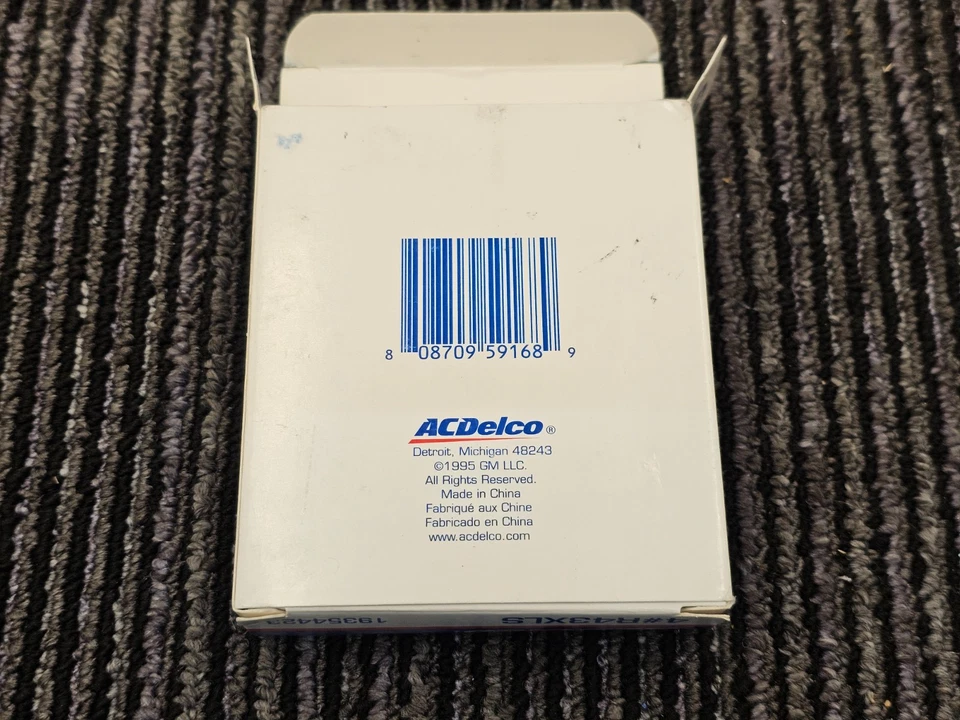 8 08709 59168 9
ACDelco®
Detroit, Michigan 48243
©1995 GM LLC.
All Rights Reserved.
Made in China
Fabriqué aux Chine
Fabricado en China
www.acdelco.com
#R43XLS